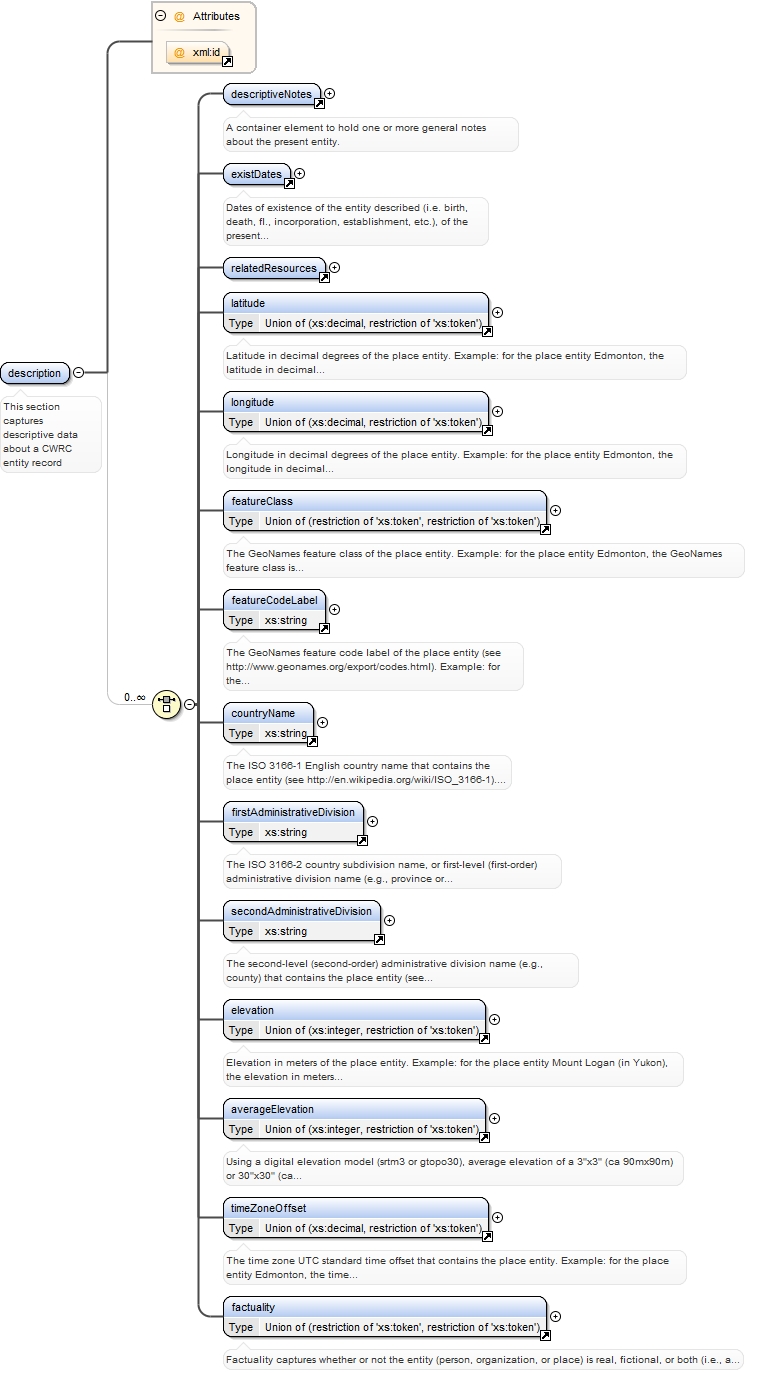 Attributes
@ xml:id
descriptiveNotes
A container element to hold one or more general notes
about the present entity.
existDates
Dates of existence of the entity described (i.e. birth,
death, fl., incorporation, establishment, etc.), of the
present...
relatedResources
latitude
Type Union of (xs:decimal, restriction of 'xs:token')
Latitude in decimal degrees of the place entity. Example: for the place entity Edmonton, the
latitude in decimal...
description
This section
captures
descriptive data
about a CWRC
entity record
longitude
Type Union of (xs:decimal, restriction of 'xs:token')
Longitude in decimal degrees of the place entity. Example: for the place entity Edmonton, the
longitude in decimal...
featureClass
Type Union of (restriction of 'xs:token', restriction of 'xs:token')
The GeoNames feature class of the place entity. Example: for the place entity Edmonton, the GeoNames
feature class is...
featureCodeLabel
Type xs:string
The GeoNames feature code label of the place entity (see
http://www.geonames.org/export/codes.html). Example: for
the...
0..∞
countryName
Type xs:string
The ISO 3166-1 English country name that contains the
place entity (see http://en.wikipedia.org/wiki/ISO_3166-1)....
firstAdministrativeDivision
Type xs:string
The ISO 3166-2 country subdivision name, or first-level (first-order)
administrative division name (e.g., province or...
secondAdministrativeDivision
Type xs:string
The second-level (second-order) administrative division name (e.g.,
county) that contains the place entity (see...
elevation
Type Union of (xs:integer, restriction of 'xs:token')
Elevation in meters of the place entity. Example: for the place entity Mount Logan (in Yukon),
the elevation in meters...
averageElevation
Type Union of (xs:integer, restriction of 'xs:token')
Using a digital elevation model (srtm3 or gtopo30), average elevation of a 3"x3" (ca 90mx90m)
or 30"x30" (ca...
timeZoneOffset
Type Union of (xs:decimal, restriction of 'xs:token')
The time zone UTC standard time offset that contains the place entity. Example: for the place
entity Edmonton, the time...
factuality
Type Union of (restriction of 'xs:token', restriction of 'xs:token')
Factuality captures whether or not the entity (person, organization, or place) is real, fictional, or both (i.e., a...